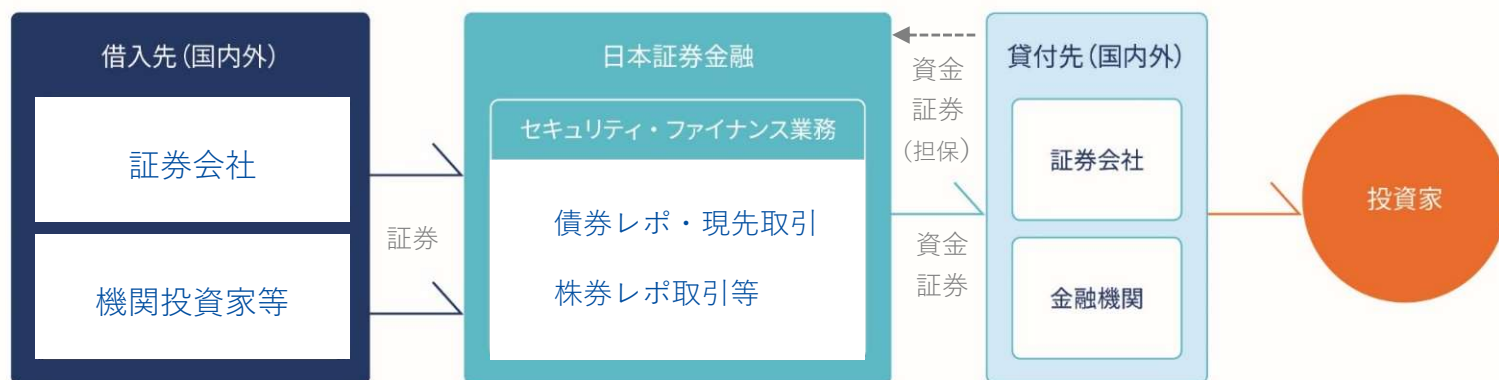 借入先(国内外)
証券会社
機関投資家等
証券
日本証券金融
セキュリティ・ファイナンス業務
債券レポ・現先取引
株券レポ取引等
資金
証券
(担保)
資金
証券
貸付先(国内外)
証券会社
金融機関
投資家